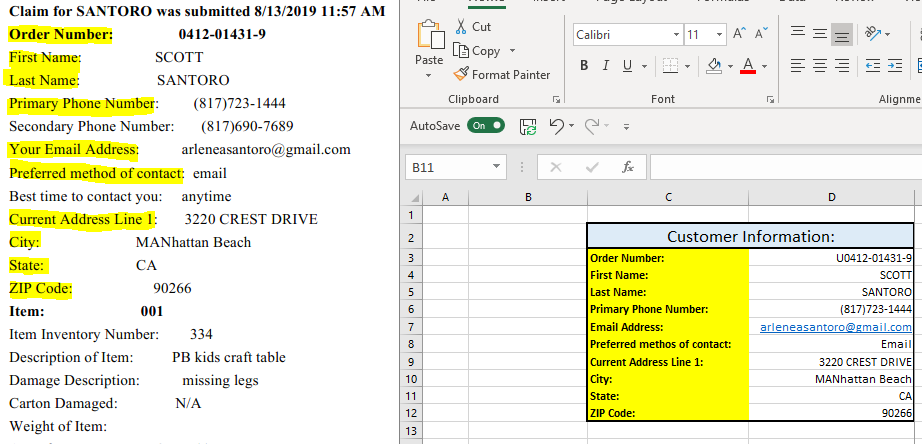 Claim for SANTORO was submitted 8/13/2019 11:57 AM
Order Number: 0412-01431-9
First Name: SCOTT
Last Name: SANTORO
Primary Phone Number: (817)723-1444
Secondary Phone Number: (817)690-7689
Your Email Address: arleneasantoro@gmail.com
Preferred method of contact: email
Best time to contact you: anytime
Current Address Line 1: 3220 CREST DRIVE
City: MANhattan Beach
State: CA
ZIP Code: 90266
Item: 001
Item Inventory Number: 334
Description of Item: PB kids craft table
Damage Description: missing legs
Carton Damaged: N/A
Weight of Item:
Cut
Copy
Paste
Format Painter
Clipboard
Calibri 11 A A
B I U A
Font
Alignme
AutoSave On
B11 fx
A B C D
1
2 Customer Information:
3 Order Number: U0412-01431-9
4 First Name: SCOTT
5 Last Name: SANTORO
6 Primary Phone Number: (817)723-1444
7 Email Address: arleneasantoro@gmail.com
8 Preferred methos of contact: Email
9 Current Address Line 1: 3220 CREST DRIVE
10 City: MANhattan Beach
11 State: CA
12 ZIP Code: 90266
13